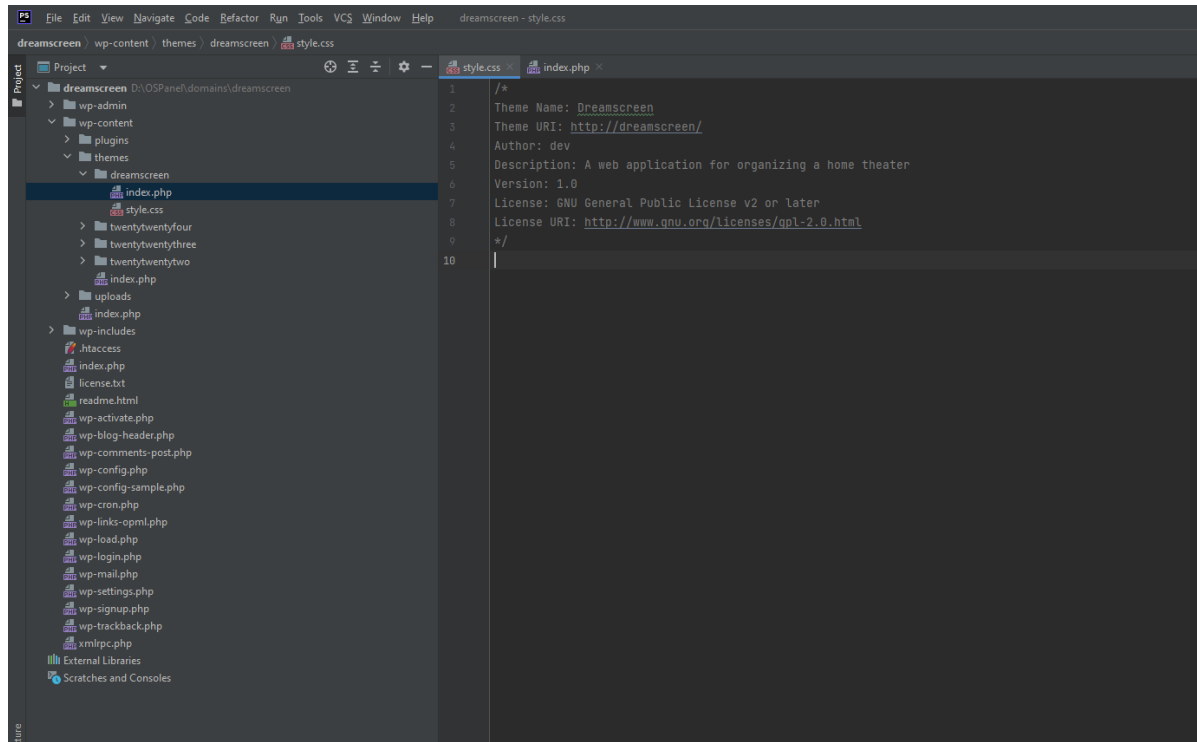 PS File Edit View Navigate Code Refactor Run Tools VCS Window Help dreamscreen - style.css
dreamscreen wp-content themes dreamscreen style.css
Project
Project
style.css
index.php
dreamscreen D:\OSPanel\domains\dreamscreen
wp-admin
wp-content
plugins
themes
dreamscreen
index.php
style.css
twentytwentyfour
twentytwentythree
twentytwentytwo
index.php
uploads
index.php
wp-includes
.htaccess
index.php
license.txt
readme.html
wp-activate.php
wp-blog-header.php
wp-comments-post.php
wp-config.php
wp-config-sample.php
wp-cron.php
wp-links-opml.php
wp-load.php
wp-login.php
wp-mail.php
wp-settings.php
wp-signup.php
wp-trackback.php
xmlrpc.php
External Libraries
Scratches and Consoles
1 /*
2 Theme Name: Dreamscreen
3 Theme URI: http://dreamscreen/
4 Author: dev
5 Description: A web application for organizing a home theater
6 Version: 1.0
7 License: GNU General Public License v2 or later
8 License URI: http://www.gnu.org/licenses/gpl-2.0.html
9 */
10